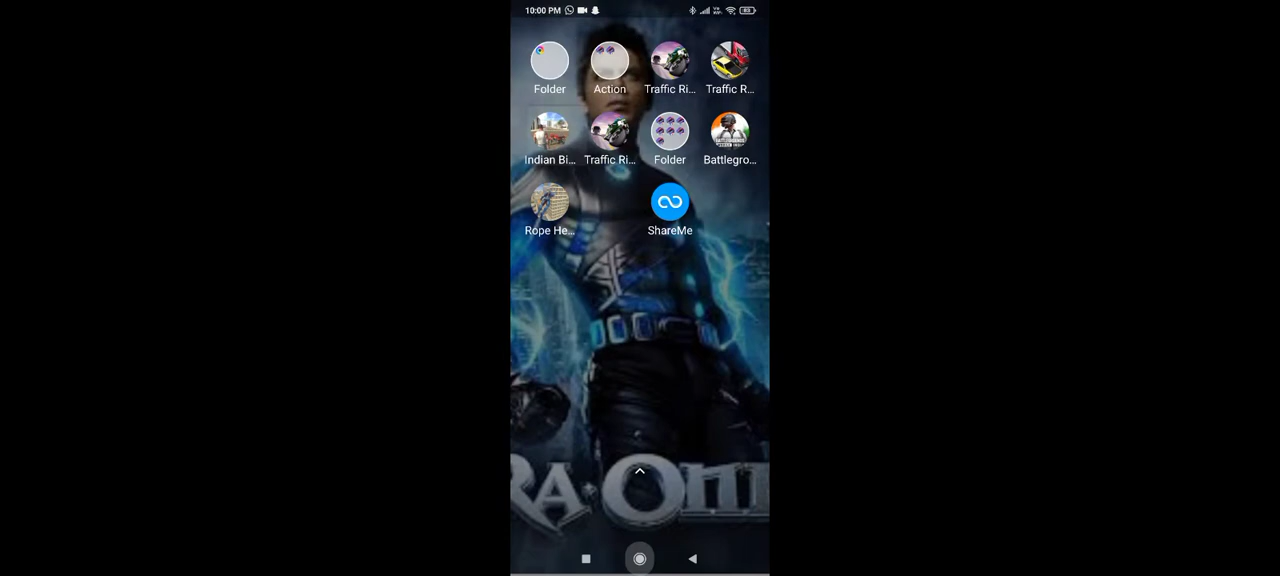 10:00 PM
83
Folder Action Traffic Ri... Traffic R...
Indian Bi... Traffic Ri... Folder Battlegro...
Rope He... ShareMe
RA·One